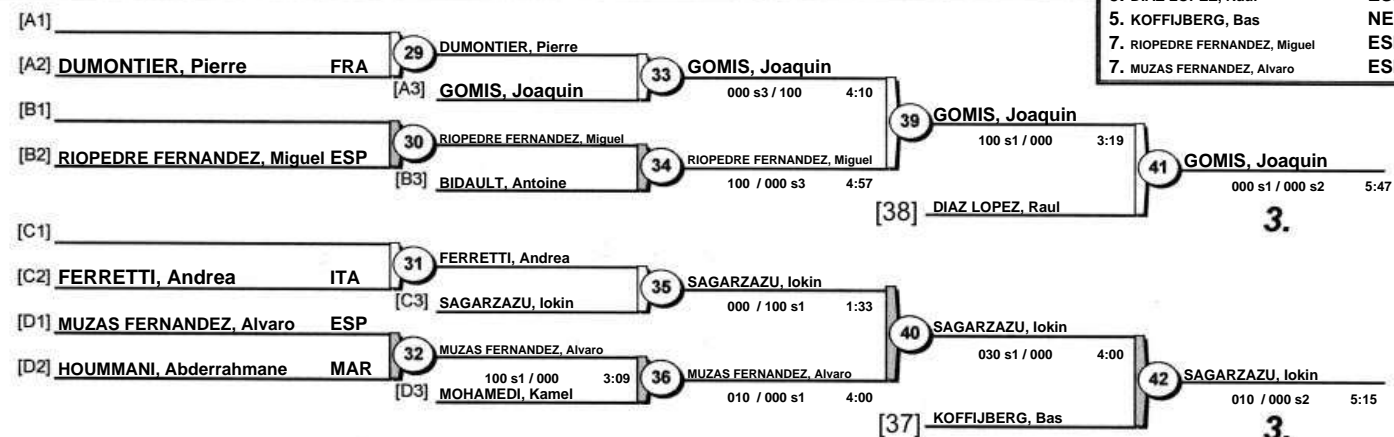 5. KOFFIJBERG, Bas NE
7. RIOPEDRE FERNANDEZ, Miguel ES
7. MUZAS FERNANDEZ, Alvaro ES
[A1]
[A2] DUMONTIER, Pierre FRA
29
DUMONTIER, Pierre
[A3] GOMIS, Joaquin
33
GOMIS, Joaquin
000 s3 / 100 4:10
[B1]
[B2] RIOPEDRE FERNANDEZ, Miguel ESP
30
RIOPEDRE FERNANDEZ, Miguel
[B3] BIDAULT, Antoine
34
RIOPEDRE FERNANDEZ, Miguel
100 / 000 s3 4:57
39
GOMIS, Joaquin
100 s1 / 000 3:19
[38] DIAZ LOPEZ, Raul
41
GOMIS, Joaquin
000 s1 / 000 s2 5:47
3.
[C1]
[C2] FERRETTI, Andrea ITA
31
FERRETTI, Andrea
[C3] SAGARZAZU, Iokin
35
SAGARZAZU, Iokin
000 / 100 s1 1:33
[D1] MUZAS FERNANDEZ, Alvaro ESP
[D2] HOUMMANI, Abderrahmane MAR
32
MUZAS FERNANDEZ, Alvaro
100 s1 / 000 3:09
[D3] MOHAMEDI, Kamel
36
MUZAS FERNANDEZ, Alvaro
010 / 000 s1 4:00
40
SAGARZAZU, Iokin
030 s1 / 000 4:00
[37] KOFFIJBERG, Bas
42
SAGARZAZU, Iokin
010 / 000 s2 5:15
3.